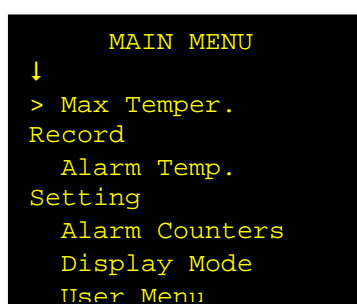 MAIN MENU
↓
> Max Temper.
Record
Alarm Temp.
Setting
Alarm Counters
Display Mode
User Menu